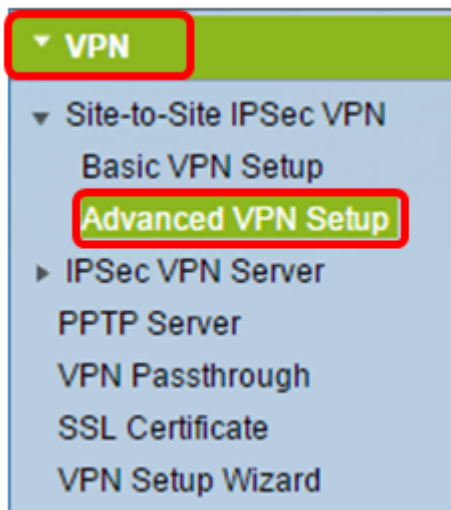 VPN
Site-to-Site IPSec VPN
Basic VPN Setup
Advanced VPN Setup
IPSec VPN Server
PPTP Server
VPN Passthrough
SSL Certificate
VPN Setup Wizard